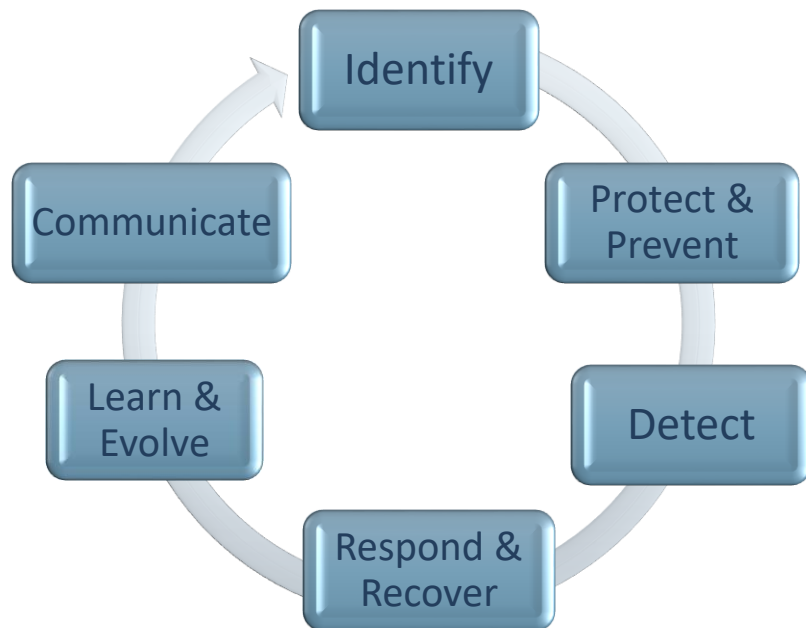 Identify
Protect &
Prevent
Detect
Respond &
Recover
Learn &
Evolve
Communicate